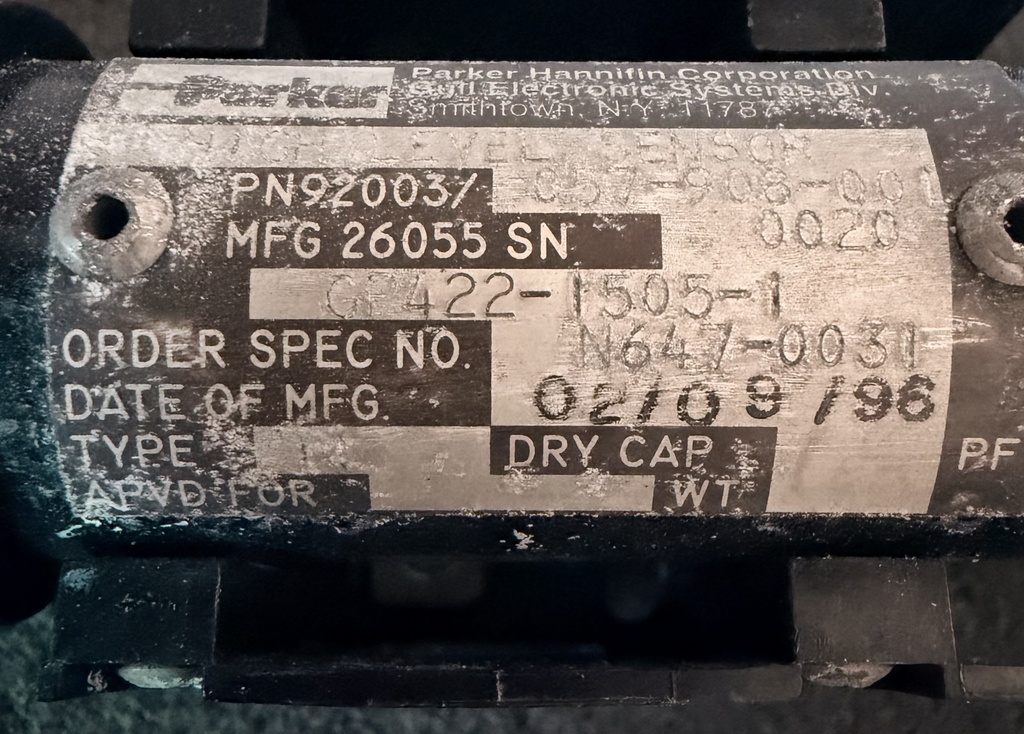 Parker
Parker Hannifin Corporation
Gull Electronic Systems Div.
Smithtown N.Y. 11787
HIGH LEVEL SENSOR
PN92003/ 057-908-001
MFG 26055 SN 0020
GP422-1505-1
ORDER SPEC NO. N647-0031
DATE OF MFG. 02/09/96
TYPE DRY CAP PF
APVD FOR WT